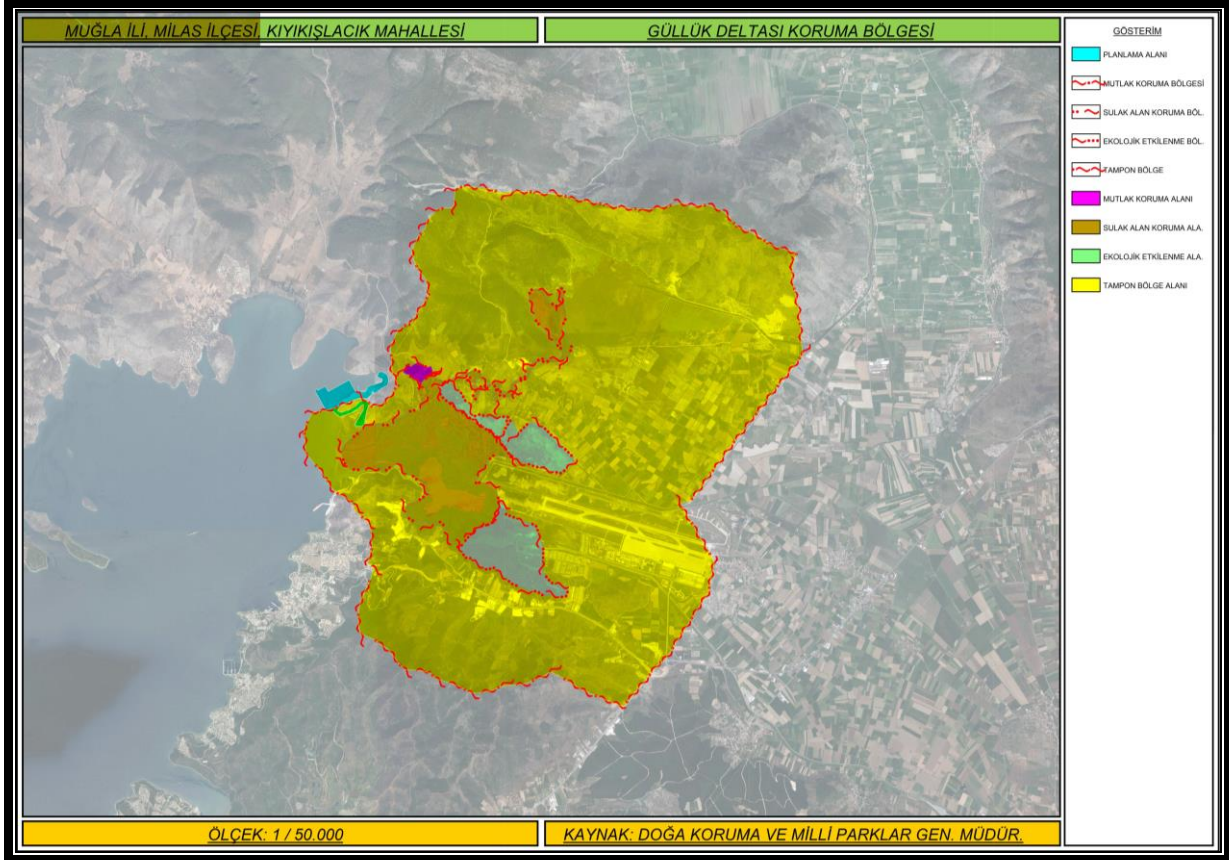 MUĞLA İLİ, MİLAS İLÇESİ, KIYIKIŞLACIK MAHALLESİ
GÜLLÜK DELTASI KORUMA BÖLGESİ
GÖSTERİM
PLANLAMA ALANI
MUTLAK KORUMA BÖLGESİ
SULAK ALAN KORUMA BÖL.
EKOLOJİK ETKİLENME BÖL.
TAMPON BÖLGE
MUTLAK KORUMA ALANI
SULAK ALAN KORUMA ALA.
EKOLOJİK ETKİLENME ALA.
TAMPON BÖLGE ALANI
ÖLÇEK: 1 / 50.000
KAYNAK: DOĞA KORUMA VE MİLLİ PARKLAR GEN. MÜDÜR.